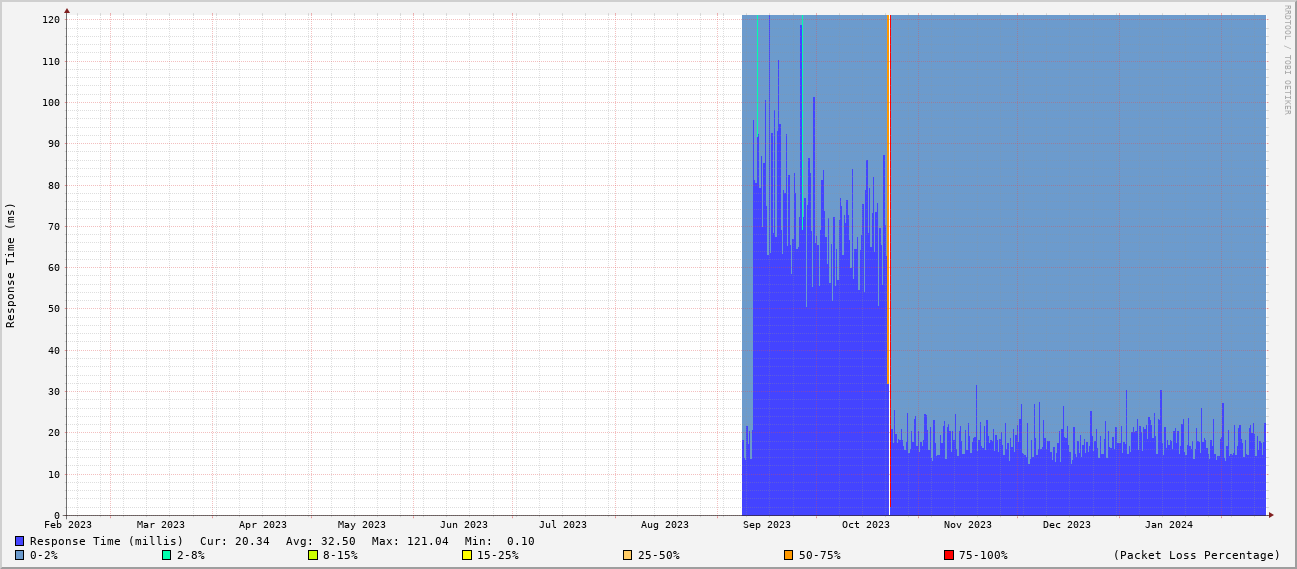 RRDTOOL / TOBI OETIKER
Response Time (ms)
120
110
100
90
80
70
60
50
40
30
20
10
0
Feb 2023 Mar 2023 Apr 2023 May 2023 Jun 2023 Jul 2023 Aug 2023 Sep 2023 Oct 2023 Nov 2023 Dec 2023 Jan 2024
Response Time (millis) Cur: 20.34 Avg: 32.50 Max: 121.04 Min: 0.10
0-2% 2-8% 8-15% 15-25% 25-50% 50-75% 75-100% (Packet Loss Percentage)